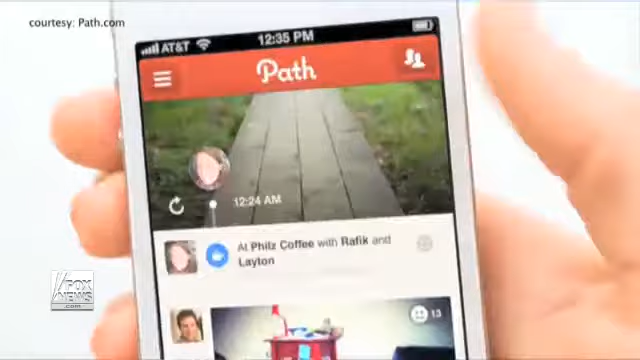 courtesy: Path.com
AT&T 12:35 PM
Path
12:24 AM
At Philz Coffee with Rafik and
Layton
13
FOX
NEWS
.com